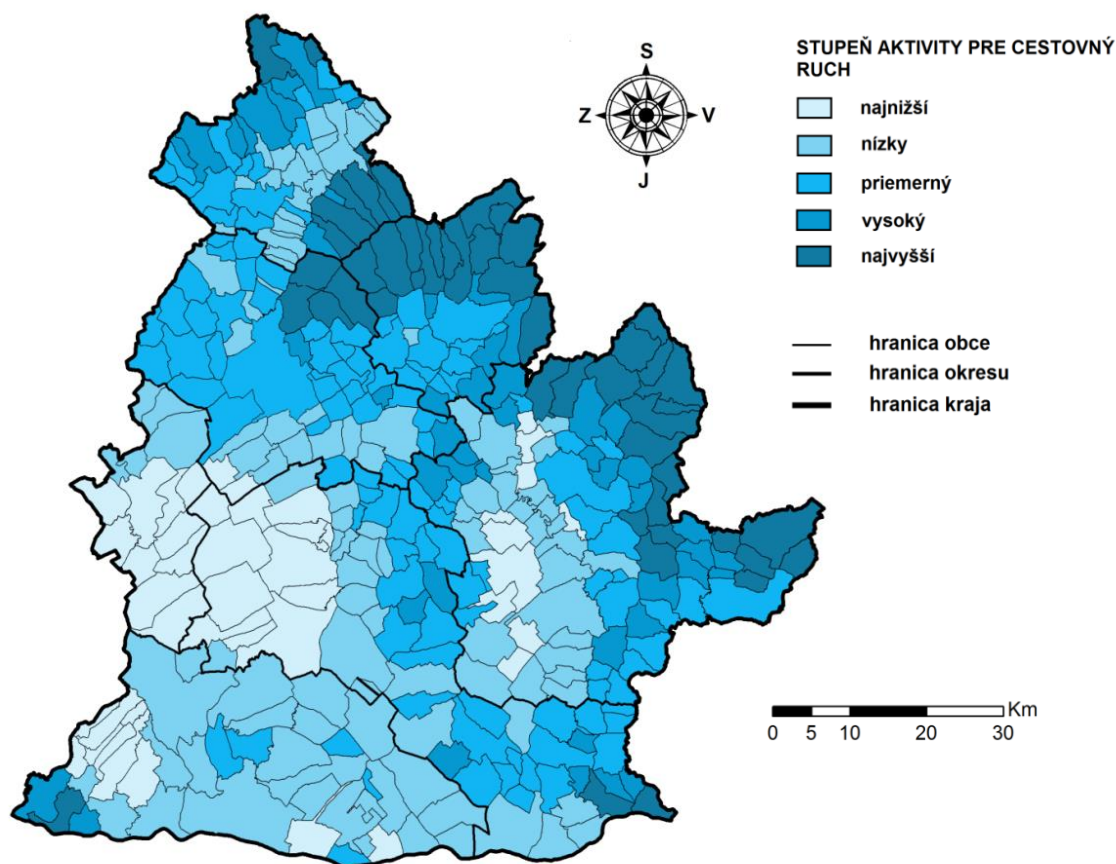 STUPEŇ AKTIVITY PRE CESTOVNÝ
RUCH
najnižší
nízky
priemerný
vysoký
najvyšší
hranica obce
hranica okresu
hranica kraja
S
Z
V
J
Km
0 5 10 20 30